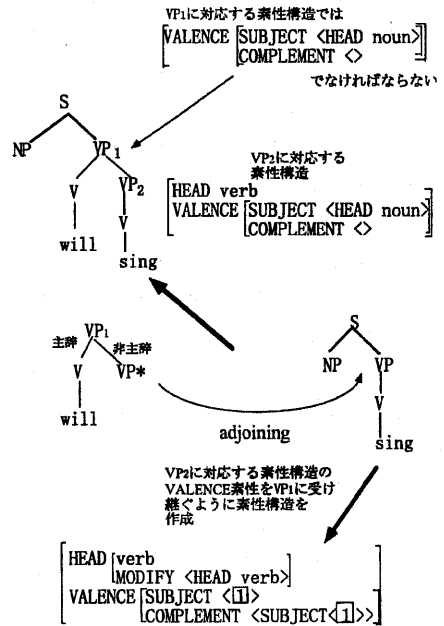 VP1に対応する素性構造では
VALENCE [SUBJECT <HEAD noun>]
COMPLEMENT <>
でなければならない
S
NP VP1
V VP2
will V
sing
VP2に対応する
素性構造
HEAD verb
VALENCE [SUBJECT <HEAD noun>]
COMPLEMENT <>
VP1
主辞 非主辞
V VP*
will
S
NP VP
V
sing
adjoining
VP2に対応する素性構造の
VALENCE素性をVP1に受け
継ぐように素性構造を
作成
HEAD [verb
MODIFY <HEAD verb>]
VALENCE [SUBJECT <1>
COMPLEMENT <SUBJECT<1>>]